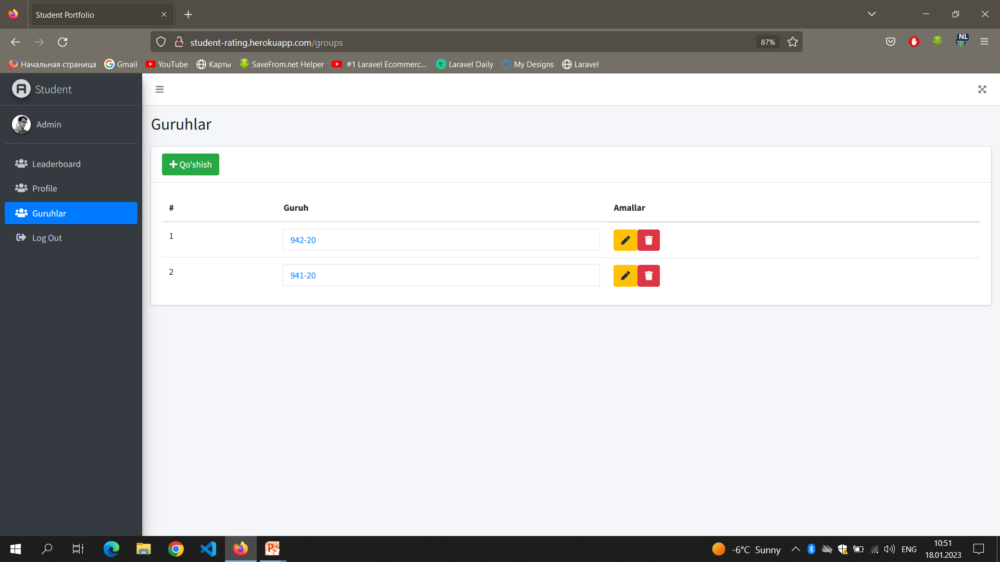 Student Portfolio
student-rating.herokuapp.com/groups
87%
NL
Начальная страница
Gmail
YouTube
Карты
SaveFrom.net Helper
#1 Laravel Ecommerc...
Laravel Daily
My Designs
Laravel
Student
Admin
Guruhlar
Leaderboard
Profile
Guruhlar
Log Out
Qo'shish
# Guruh Amallar
1 942-20
2 941-20
-6°C Sunny
ENG
10:51
18.01.2023